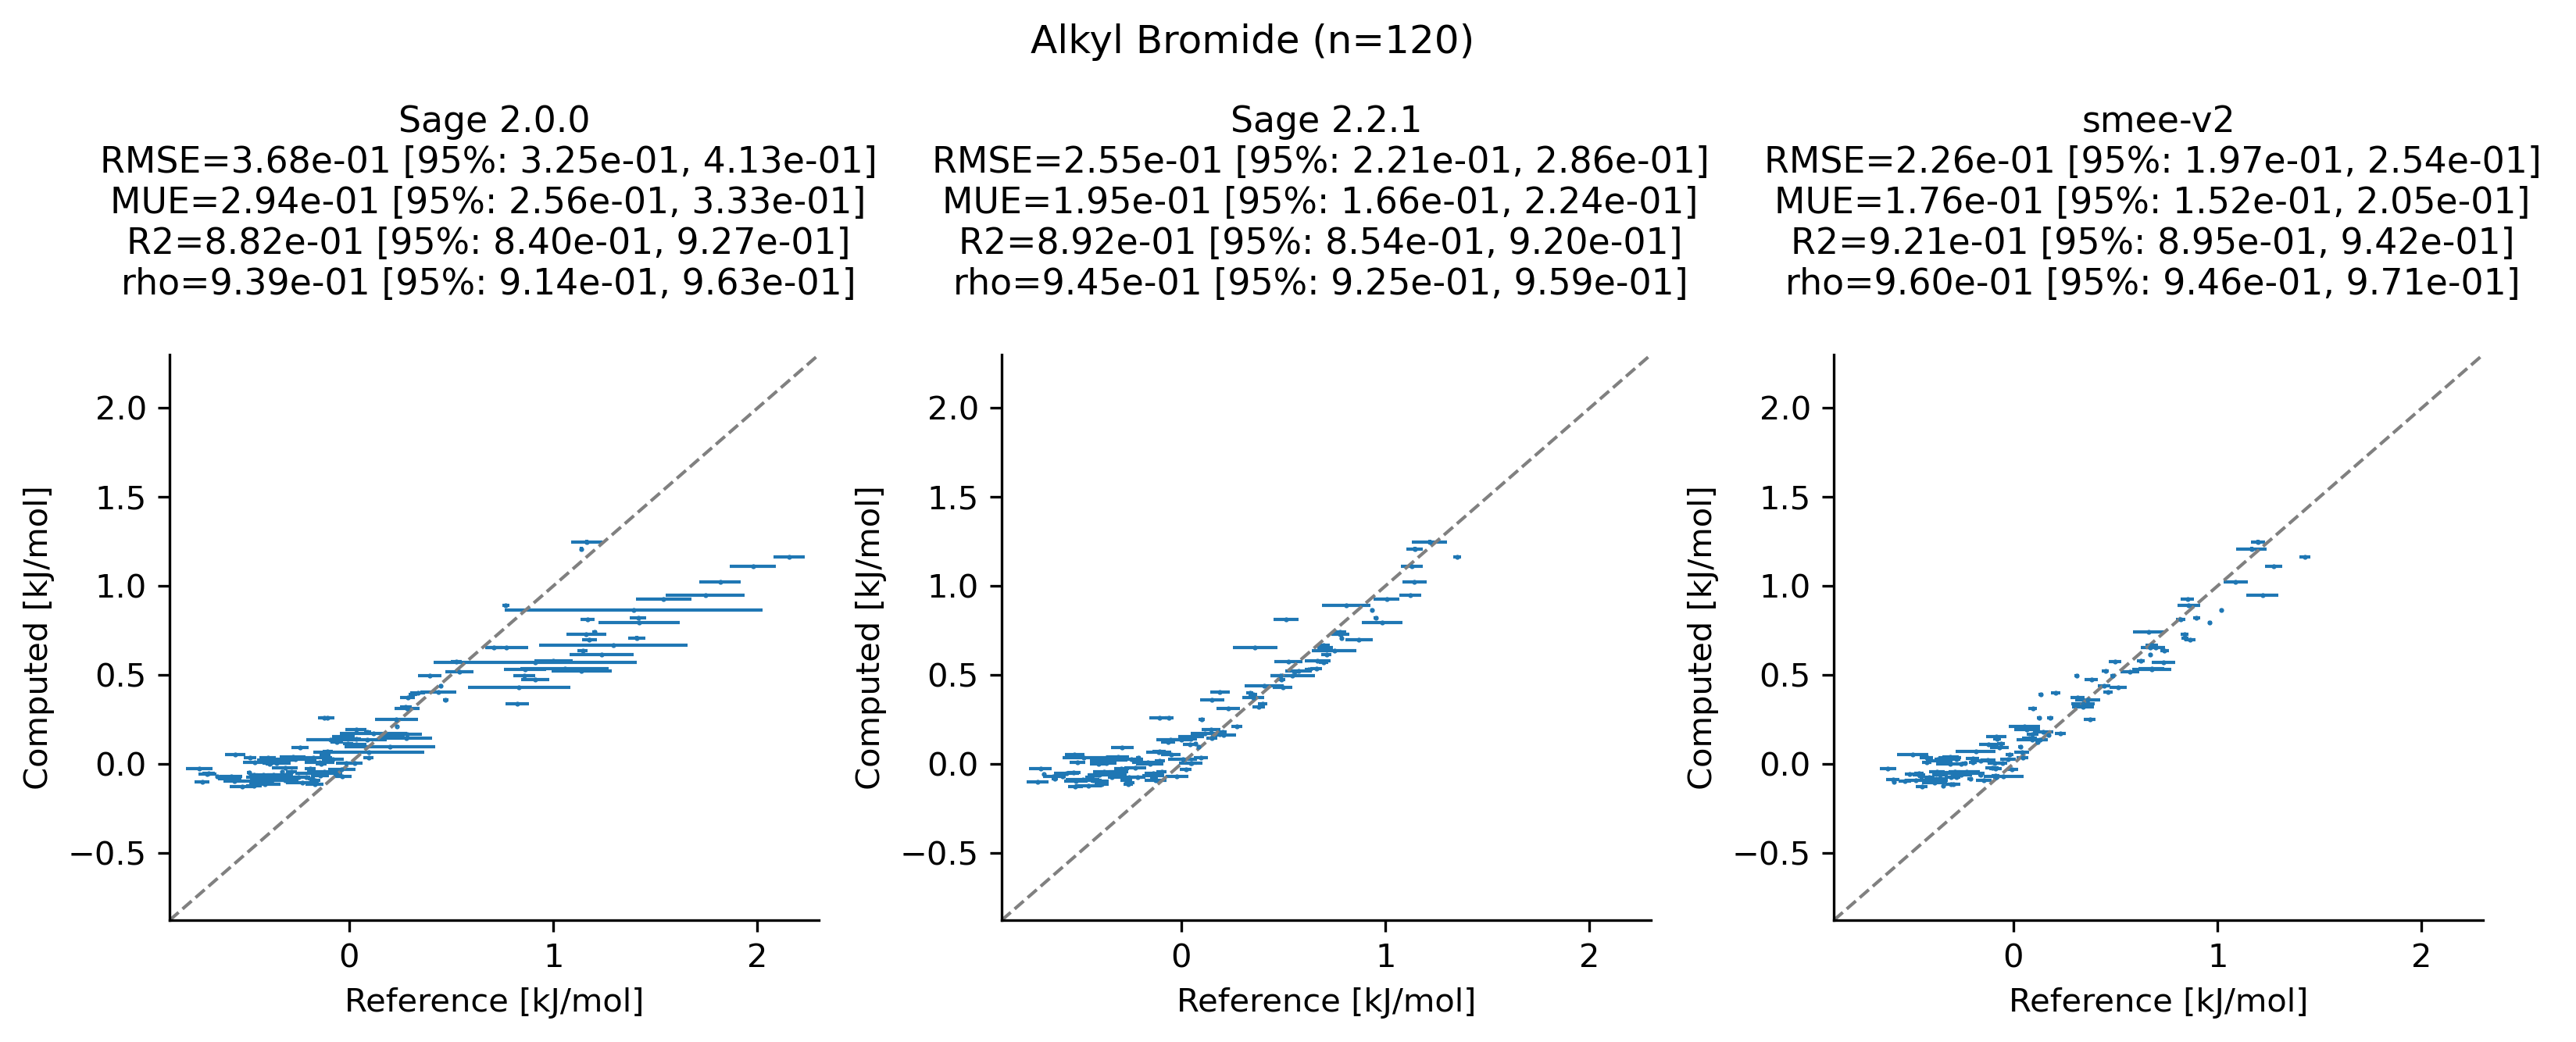 Alkyl Bromide (n=120)
Sage 2.0.0
RMSE=3.68e-01 [95%: 3.25e-01, 4.13e-01]
MUE=2.94e-01 [95%: 2.56e-01, 3.33e-01]
R2=8.82e-01 [95%: 8.40e-01, 9.27e-01]
rho=9.39e-01 [95%: 9.14e-01, 9.63e-01]
2.0
1.5
1.0
0.5
0.0
−0.5
Computed [kJ/mol]
0 1 2
Reference [kJ/mol]
Sage 2.2.1
RMSE=2.55e-01 [95%: 2.21e-01, 2.86e-01]
MUE=1.95e-01 [95%: 1.66e-01, 2.24e-01]
R2=8.92e-01 [95%: 8.54e-01, 9.20e-01]
rho=9.45e-01 [95%: 9.25e-01, 9.59e-01]
2.0
1.5
1.0
0.5
0.0
−0.5
Computed [kJ/mol]
0 1 2
Reference [kJ/mol]
smee-v2
RMSE=2.26e-01 [95%: 1.97e-01, 2.54e-01]
MUE=1.76e-01 [95%: 1.52e-01, 2.05e-01]
R2=9.21e-01 [95%: 8.95e-01, 9.42e-01]
rho=9.60e-01 [95%: 9.46e-01, 9.71e-01]
2.0
1.5
1.0
0.5
0.0
−0.5
Computed [kJ/mol]
0 1 2
Reference [kJ/mol]